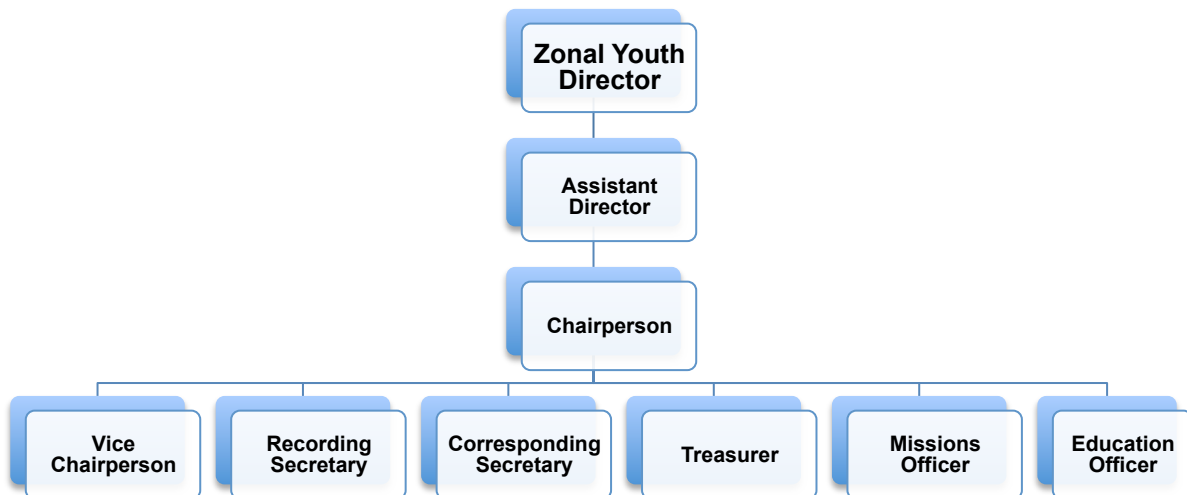 Zonal Youth
Director
Assistant
Director
Chairperson
Vice
Chairperson
Recording
Secretary
Corresponding
Secretary
Treasurer
Missions
Officer
Education
Officer